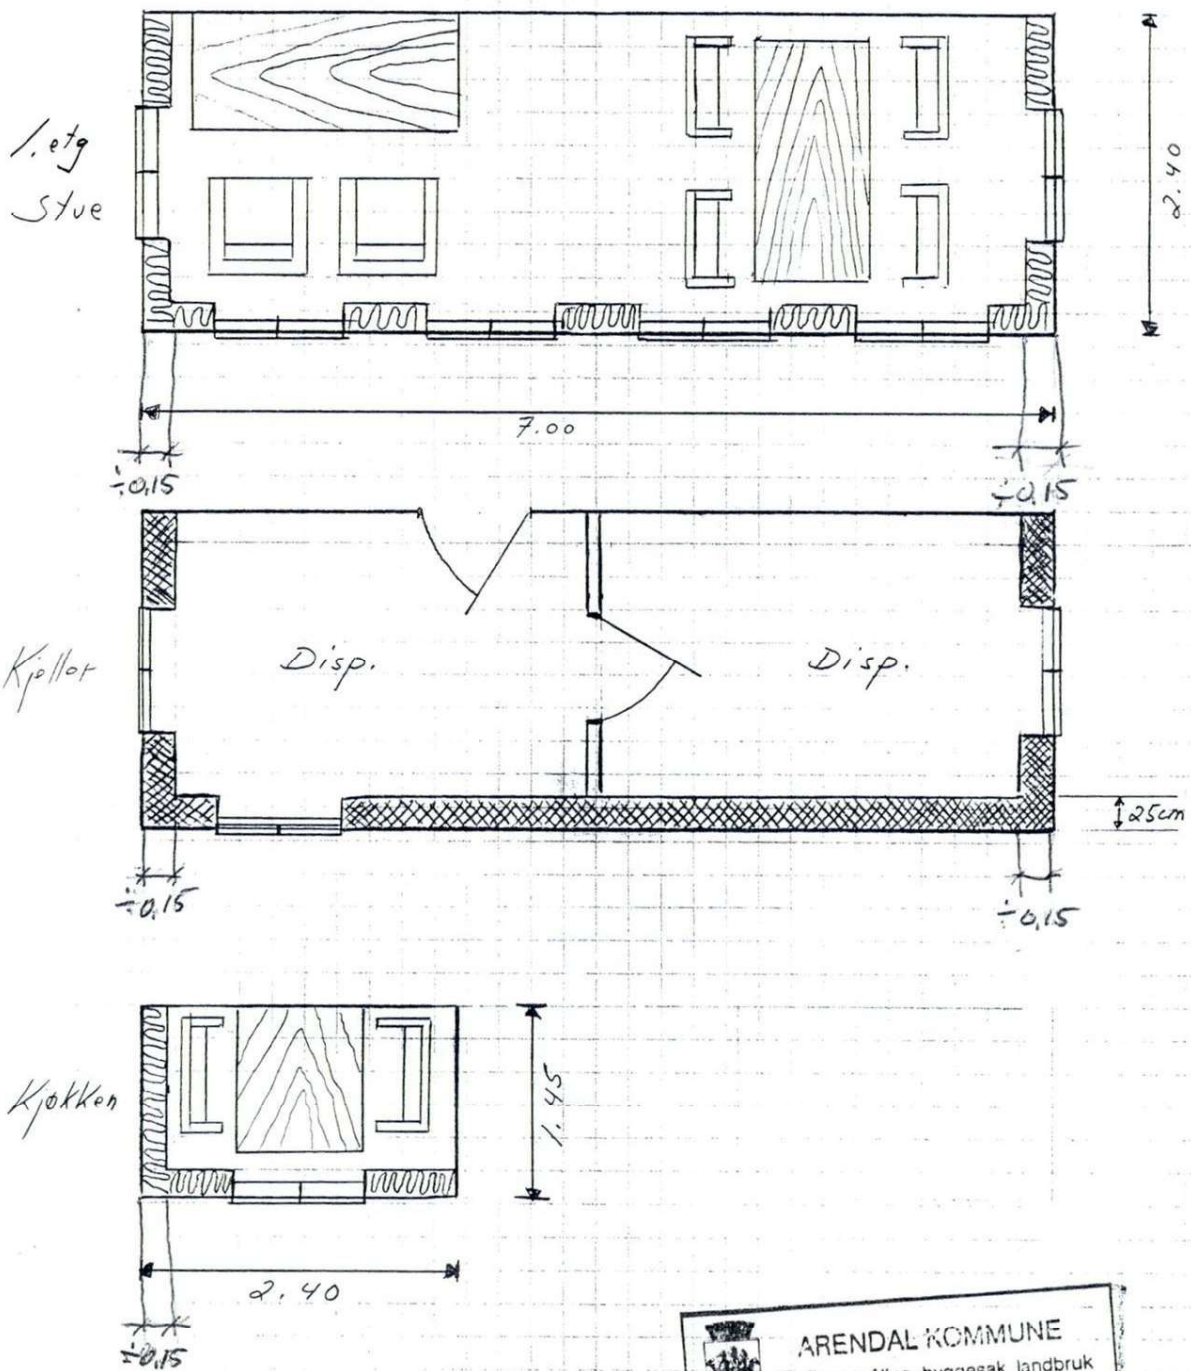 1. etg
Stue
2.40
7.00
÷0,15
÷0,15
Kjeller
Disp.
Disp.
25cm
÷0,15
÷0,15
Kjøkken
1.45
2.40
÷0,15
ARENDAL KOMMUNE
byggesak, landbruk